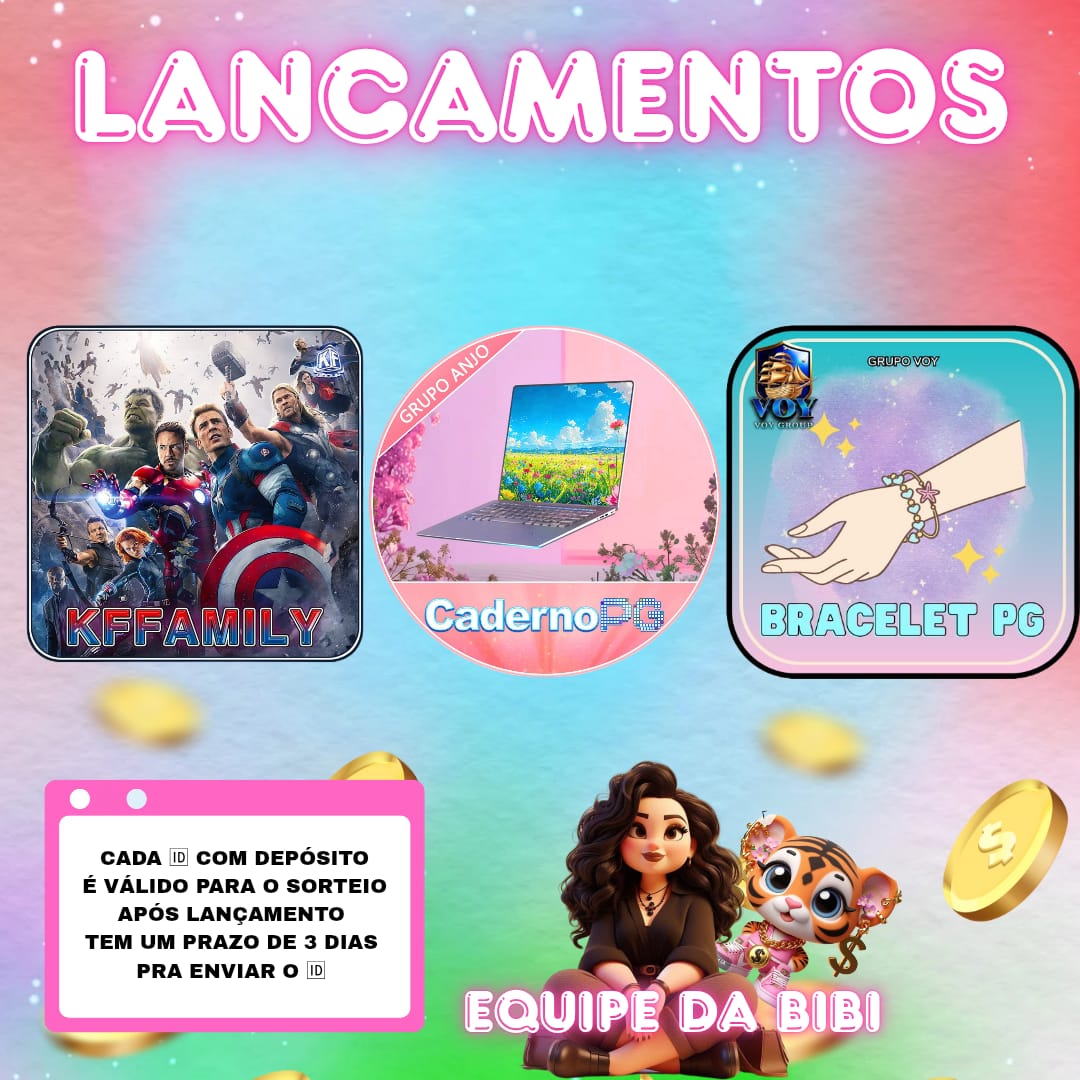 LANCAMENTOS
KF
KFFAMILY
GRUPO ANJO
CadernoPG
GRUPO VOY
VOY
VOY GROUP
BRACELET PG
CADA 🆔 COM DEPÓSITO
É VÁLIDO PARA O SORTEIO
APÓS LANÇAMENTO
TEM UM PRAZO DE 3 DIAS
PRA ENVIAR O 🆔
EQUIPE DA BIBI